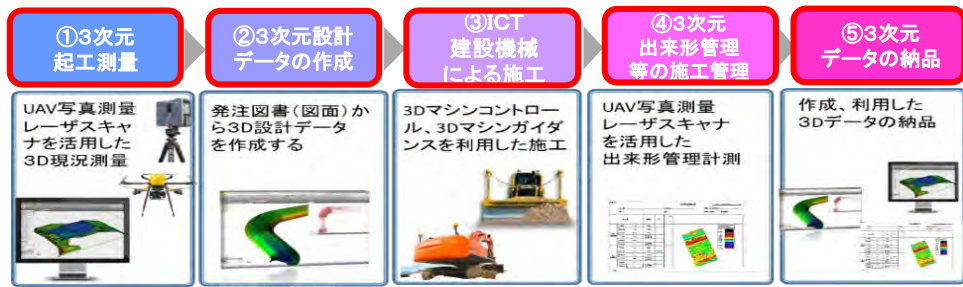 ①3次元
起工測量
②3次元設計
データの作成
③ICT
建設機械
による施工
④3次元
出来形管理
等の施工管理
⑤3次元
データの納品
UAV写真測量
レーザスキャ
ナを活用した
3D現況測量
発注図書(図面)か
ら3D設計データ
を作成する
3Dマシンコントロー
ル、3Dマシンガイダ
ンスを利用した施工
UAV写真測量
レーザスキャナ
を活用した
出来形管理計測
作成、利用した
3Dデータの納品